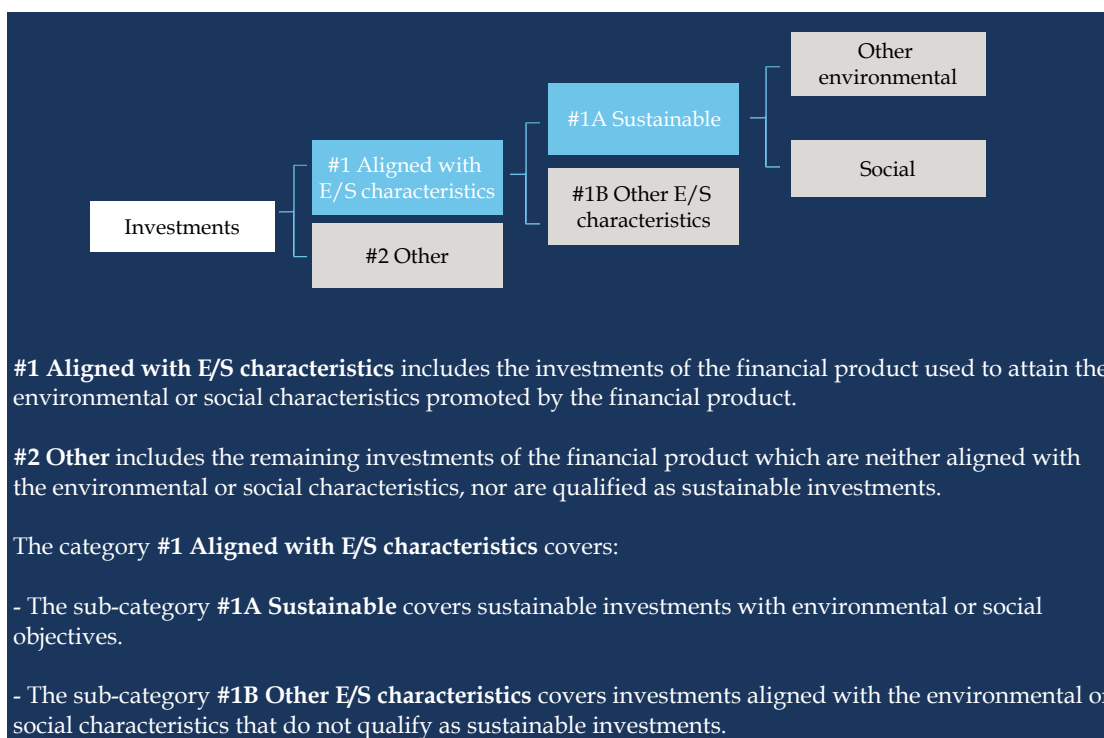 Other
environmental
#1A Sustainable
Social
#1 Aligned with
E/S characteristics
#1B Other E/S
characteristics
Investments
#2 Other
#1 Aligned with E/S characteristics includes the investments of the financial product used to attain the
environmental or social characteristics promoted by the financial product.
#2 Other includes the remaining investments of the financial product which are neither aligned with
the environmental or social characteristics, nor are qualified as sustainable investments.
The category #1 Aligned with E/S characteristics covers:
- The sub-category #1A Sustainable covers sustainable investments with environmental or social
objectives.
- The sub-category #1B Other E/S characteristics covers investments aligned with the environmental or
social characteristics that do not qualify as sustainable investments.